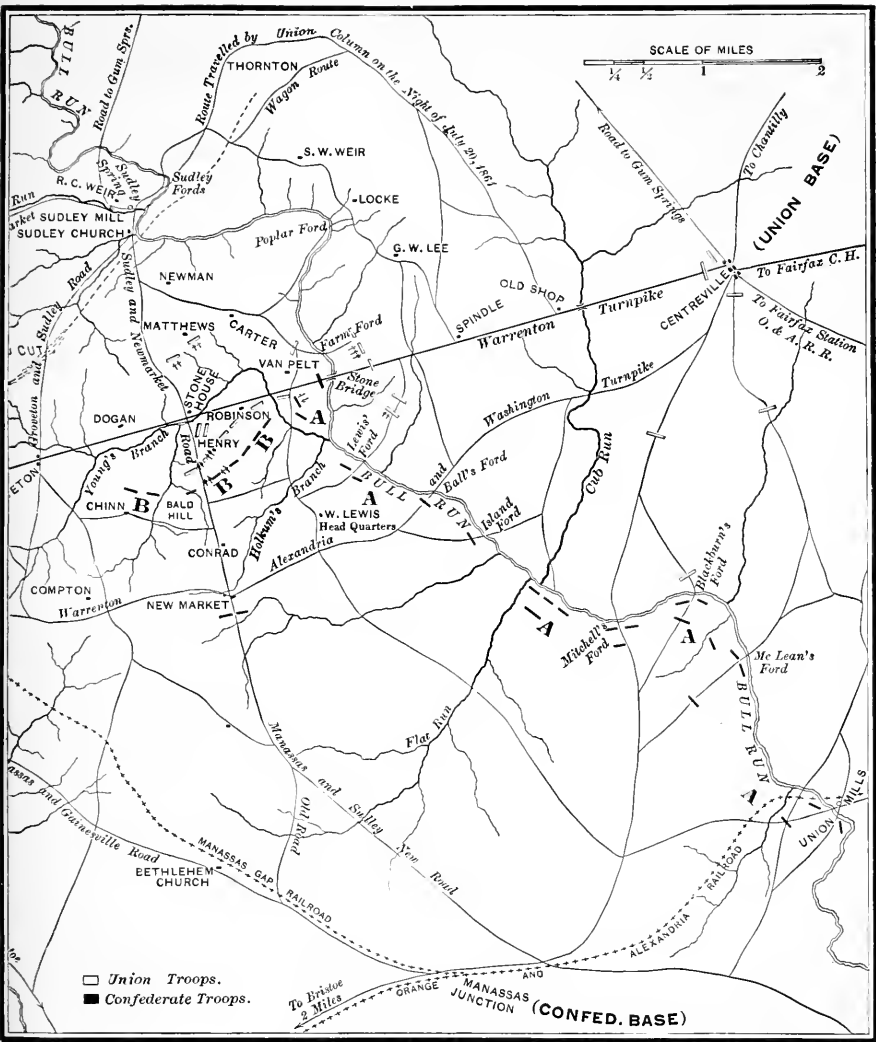 BULL RUN
Road to Gum Sprs.
Route Travelled by Union Column on the Night of July 20, 1861
THORNTON
Wagon Route
SCALE OF MILES
¼ ½ 1 2
S.W. WEIR
Sudley Spring
R.C. WEIR
Sudley Fords
LOCKE
Run
SUDLEY MILL
SUDLEY CHURCH
Poplar Ford
G.W. LEE
Road to Gum Springs
To Chantilly
(UNION BASE)
NEWMAN
OLD SHOP
CENTREVILLE
To Fairfax C.H.
To Fairfax Station
O. & A. R. R.
Groveton and Sudley Road
Sudley and Newmarket Road
MATTHEWS
CARTER
Farm Ford
SPINDLE
Warrenton Turnpike
CUT
VAN PELT
Stone Bridge
STONE HOUSE
ROBINSON
A
Lewis' Ford
Washington Turnpike
DOGAN
HENRY
B
B
Young's Branch
ETON
CHINN
B
BALD HILL
Holkum's Branch
A
BULL RUN
and
Ball's Ford
Cub Run
W. LEWIS
Head Quarters
Island Ford
CONRAD
Alexandria
COMPTON
Warrenton
NEW MARKET
Blackburn's Ford
A
Mitchell's Ford
A
Mc Lean's Ford
BULL RUN
Flat Run
Manassas and Sudley New Road
Old Road
A
UNION MILLS
assas and Gainesville Road
MANASSAS GAP RAILROAD
BETHLEHEM CHURCH
ORANGE AND ALEXANDRIA RAILROAD
MANASSAS JUNCTION
(CONFED. BASE)
To Bristoe
2 Miles
Union Troops.
Confederate Troops.